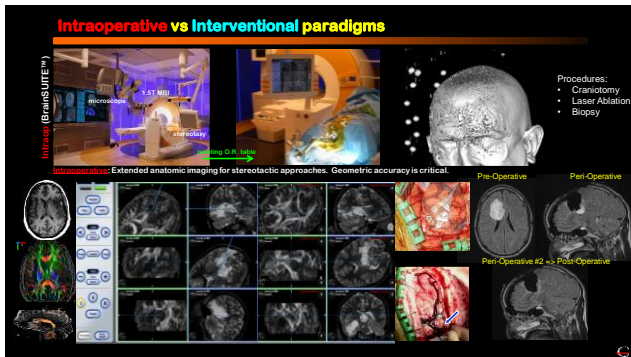 Intraoperative vs Interventional paradigms
Intraop (BrainSUITE™)
1.5T MRI
microscope
stereotaxy
rotating O.R. table
Procedures:
• Craniotomy
• Laser Ablation
• Biopsy
Intraoperative: Extended anatomic imaging for stereotactic approaches. Geometric accuracy is critical.
Pre-Operative
Peri-Operative
Peri-Operative #2 => Post-Operative